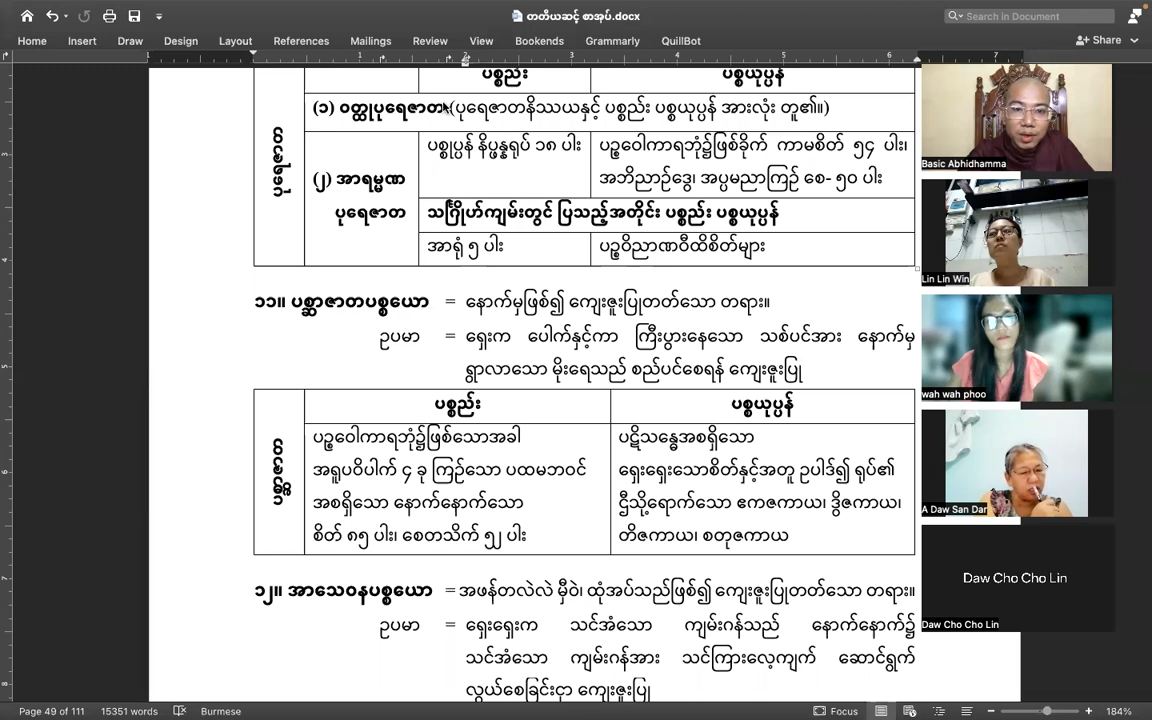 တတိယဆင့် စာအုပ်.docx
Search in Document
Home Insert Draw Design Layout References Mailings Review View Bookends Grammarly QuillBot
Share
ပစ္စည်း ပစ္စယုပ္ပန်
ပုရေဇာတ
(၁) ဝတ္ထုပုရေဇာတ (ပုရေဇာတနိဿယနှင့် ပစ္စည်း ပစ္စယုပ္ပန် အားလုံး တူ၏။)
(၂) အာရမ္မဏ
ပုရေဇာတ
ပစ္စုပ္ပန် နိပ္ဖန္နရုပ် ၁၈ ပါး
ပဉ္စဝေါကာရဘုံ၌ဖြစ်ခိုက် ကာမစိတ် ၅၄ ပါး၊
အဘိညာဉ်ဒွေ၊ အပ္ပမညာကြဉ် စေ- ၅၀ ပါး
သင်္ဂြိုဟ်ကျမ်းတွင် ပြသည့်အတိုင်း ပစ္စည်း ပစ္စယုပ္ပန်
အာရုံ ၅ ပါး ပဉ္စဝိညာဏဝီထိစိတ်များ
၁၁။ ပစ္ဆာဇာတပစ္စယော = နောက်မှဖြစ်၍ ကျေးဇူးပြုတတ်သော တရား။
ဥပမာ = ရှေးက ပေါက်နှင့်ကာ ကြီးပွားနေသော သစ်ပင်အား နောက်မှ
ရွာလာသော မိုးရေသည် စည်ပင်စေရန် ကျေးဇူးပြု
ပစ္စည်း ပစ္စယုပ္ပန်
ပစ္ဆာဇာတ
ပဉ္စဝေါကာရဘုံ၌ဖြစ်သောအခါ
အရူပဝိပါက် ၄ ခု ကြဉ်သော ပထမဘဝင်
အစရှိသော နောက်နောက်သော
စိတ် ၈၅ ပါး၊ စေတသိက် ၅၂ ပါး
ပဋိသန္ဓေအစရှိသော
ရှေးရှေးသောစိတ်နှင့်အတူ ဥပါဒ်၍ ရုပ်၏
ဌီသို့ရောက်သော ဧကဇကာယ၊ ဒွိဇကာယ၊
တိဇကာယ၊ စတုဇကာယ
၁၂။ အာသေဝနပစ္စယော = အဖန်တလဲလဲ မှီဝဲ၊ ထုံအပ်သည်ဖြစ်၍ ကျေးဇူးပြုတတ်သော တရား။
ဥပမာ = ရှေးရှေးက သင်အံသော ကျမ်းဂန်သည် နောက်နောက်၌
သင်အံသော ကျမ်းဂန်အား သင်ကြားလေ့ကျက် ဆောင်ရွက်
လွယ်စေခြင်းငှာ ကျေးဇူးပြု
Basic Abhidhamma
Lin Lin Win
wah wah phoo
A Daw San Dar
Daw Cho Cho Lin
Daw Cho Cho Lin
Page 49 of 111 15351 words Burmese Focus 184%